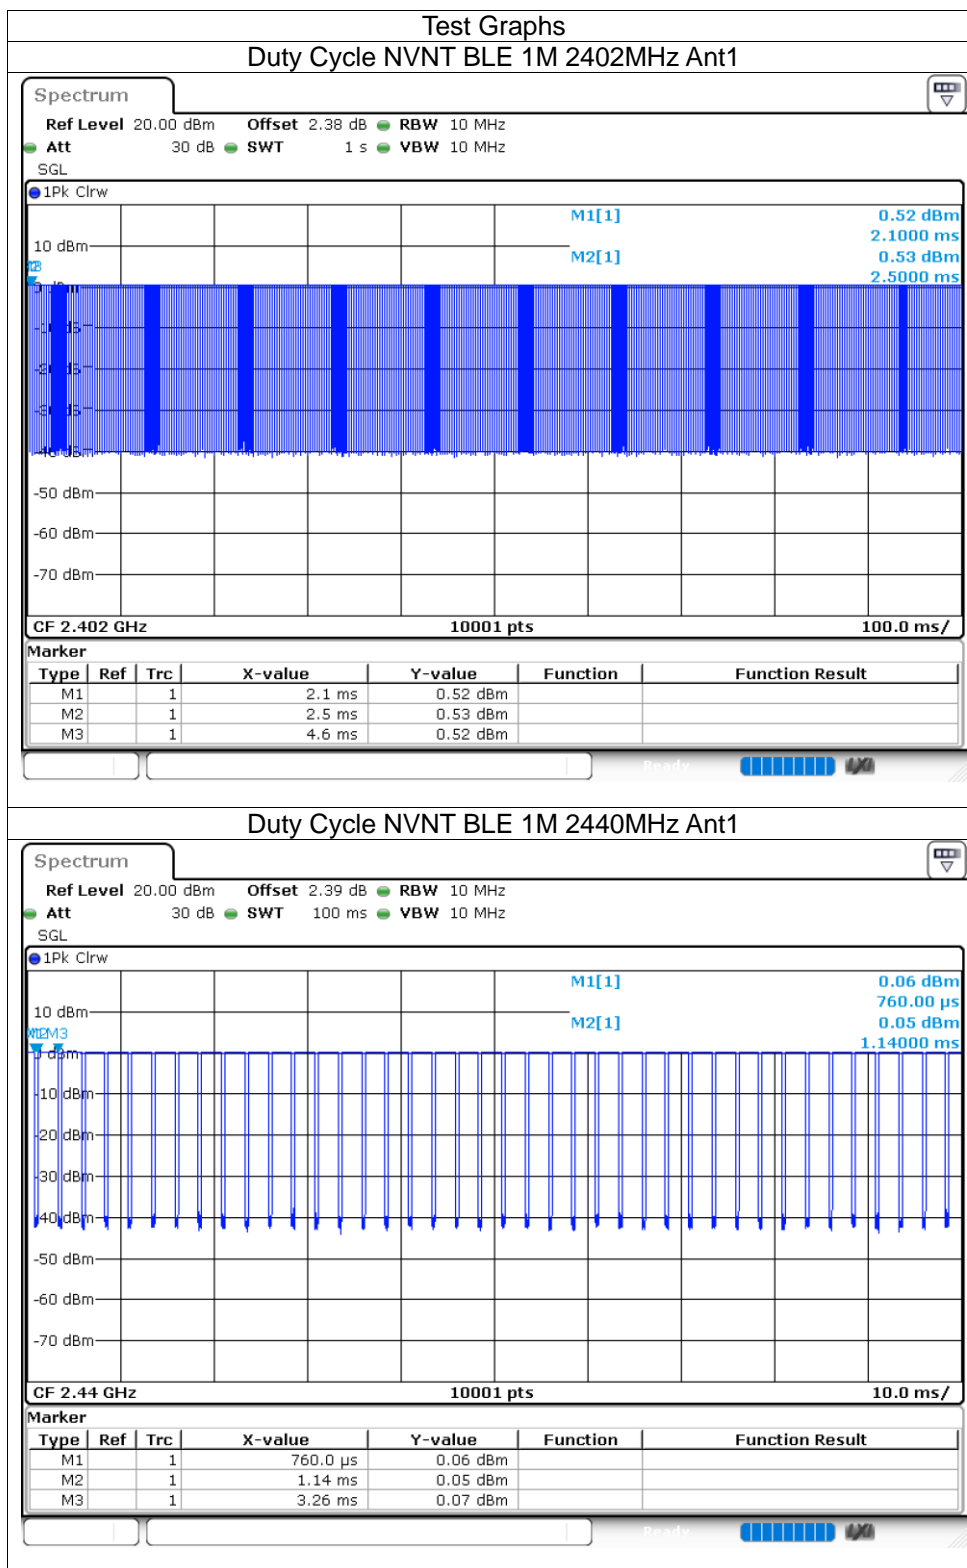 Test Graphs
Duty Cycle NVNT BLE 1M 2402MHz Ant1
Spectrum
Ref Level 20.00 dBm Offset 2.38 dB RBW 10 MHz
Att 30 dB SWT 1 s VBW 10 MHz
SGL
1Pk Clrw
M1[1] 0.52 dBm
2.1000 ms
10 dBm
M2[1] 0.53 dBm
2.5000 ms
-50 dBm
-60 dBm
-70 dBm
CF 2.402 GHz 10001 pts 100.0 ms/
Marker
Type Ref Trc X-value Y-value Function Function Result
M1 1 2.1 ms 0.52 dBm
M2 1 2.5 ms 0.53 dBm
M3 1 4.6 ms 0.52 dBm
Ready LXI
Duty Cycle NVNT BLE 1M 2440MHz Ant1
Spectrum
Ref Level 20.00 dBm Offset 2.39 dB RBW 10 MHz
Att 30 dB SWT 100 ms VBW 10 MHz
SGL
1Pk Clrw
M1[1] 0.06 dBm
760.00 µs
10 dBm
M2[1] 0.05 dBm
M3
1.14000 ms
0 dBm
-10 dBm
-20 dBm
-30 dBm
-40 dBm
-50 dBm
-60 dBm
-70 dBm
CF 2.44 GHz 10001 pts 10.0 ms/
Marker
Type Ref Trc X-value Y-value Function Function Result
M1 1 760.0 µs 0.06 dBm
M2 1 1.14 ms 0.05 dBm
M3 1 3.26 ms 0.07 dBm
Ready LXI